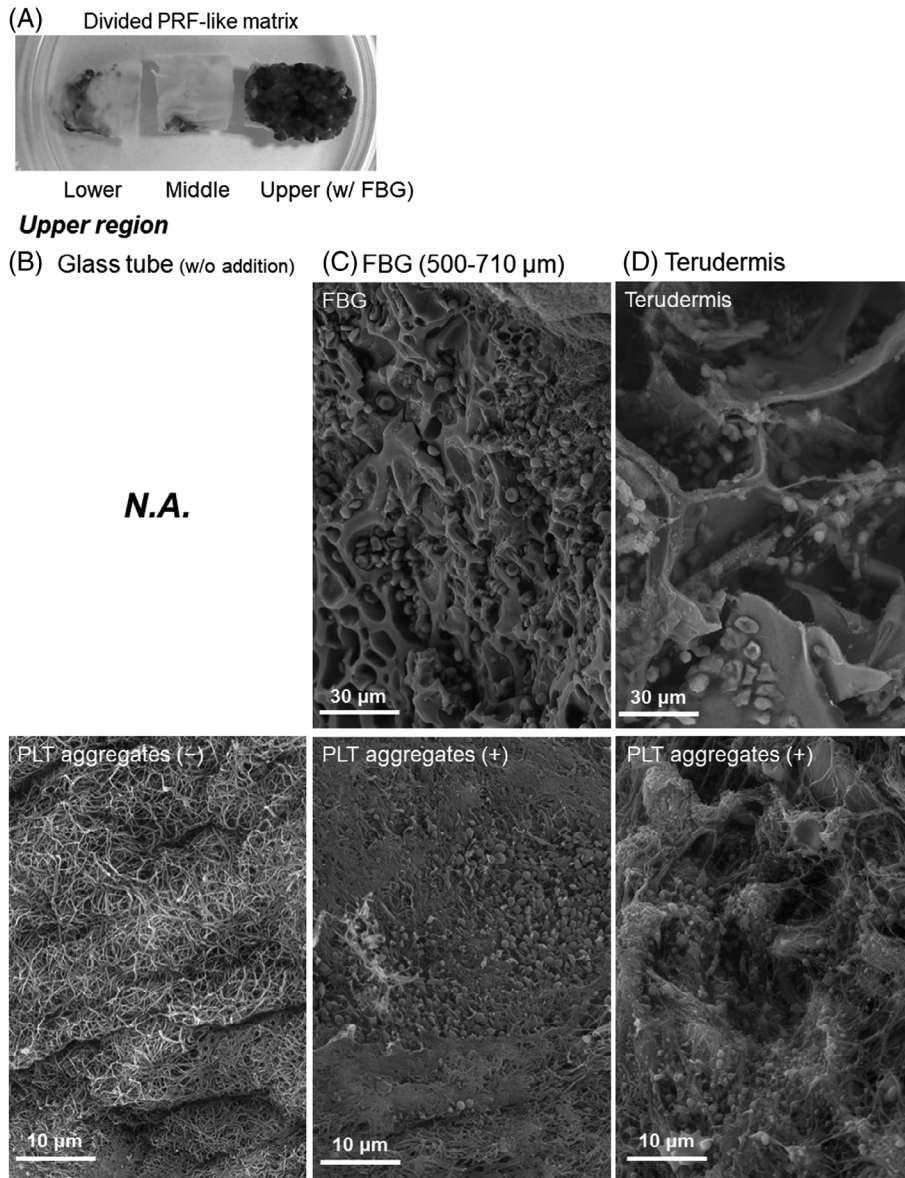 (A) Divided PRF-like matrix
Lower Middle Upper (w/ FBG)
Upper region
(B) Glass tube (w/o addition) (C) FBG (500-710 µm) (D) Terudermis
FBG Terudermis
N.A.
30 µm 30 µm
PLT aggregates (−) PLT aggregates (+) PLT aggregates (+)
10 µm 10 µm 10 µm